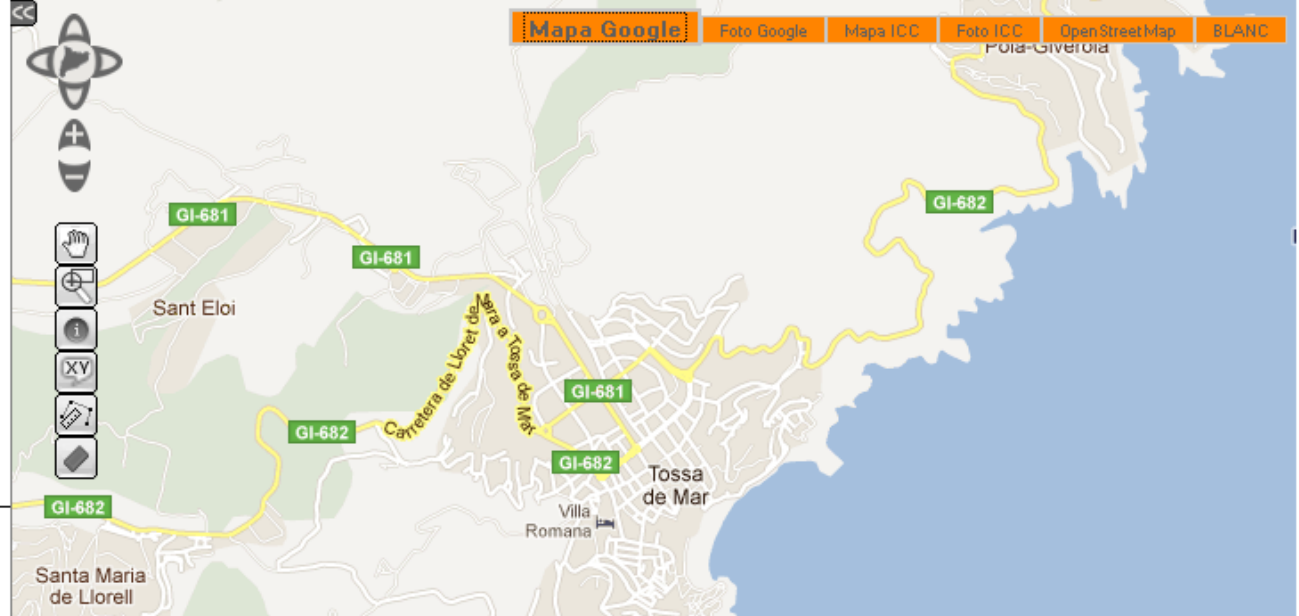 <<
Mapa Google
Foto Google
Mapa ICC
Foto ICC
OpenStreetMap
BLANC
Pola-Giverola
GI-682
GI-681
GI-681
Sant Eloi
XY
Carretera de Lloret de Mara a Tossa de Mar
GI-681
GI-682
GI-682
Tossa
de Mar
GI-682
Villa
Romana
Santa Maria
de Llorell